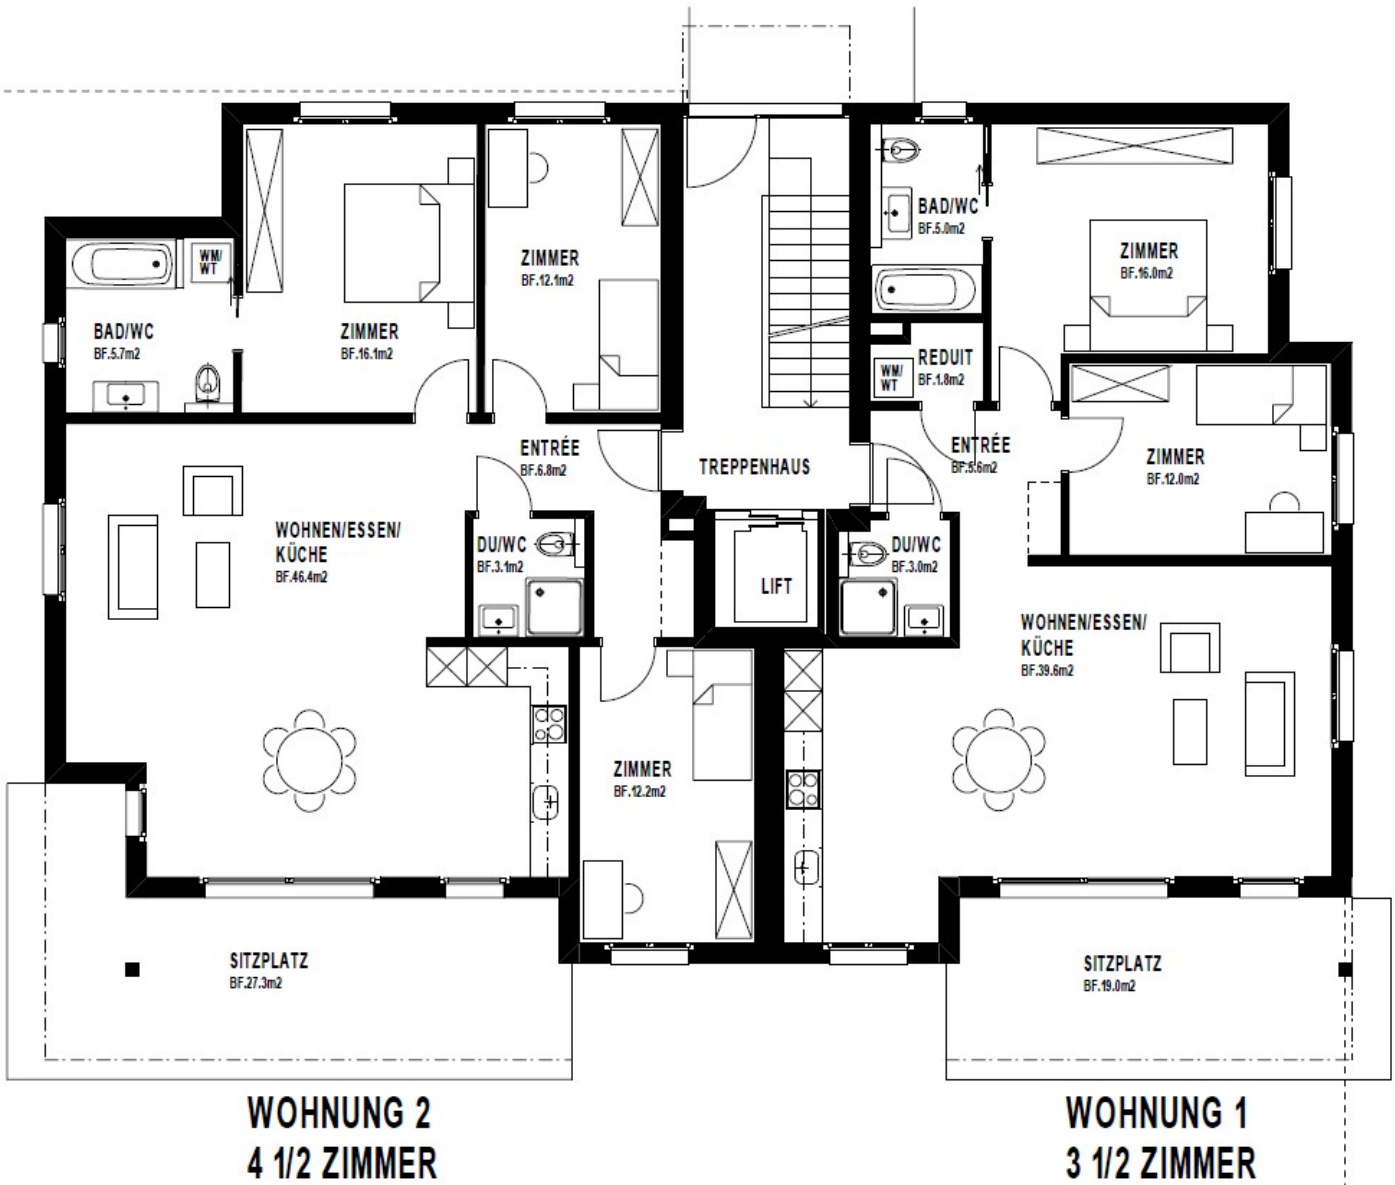 WM/
WT
BAD/WC
BF.5.7m2
ZIMMER
BF.16.1m2
ZIMMER
BF.12.1m2
BAD/WC
BF.5.0m2
ZIMMER
BF.16.0m2
WM/
WT
REDUIT
BF.1.8m2
ENTRÉE
BF.6.8m2
TREPPENHAUS
ENTRÉE
BF.5.6m2
ZIMMER
BF.12.0m2
WOHNEN/ESSEN/
KÜCHE
BF.46.4m2
DU/WC
BF.3.1m2
LIFT
DU/WC
BF.3.0m2
WOHNEN/ESSEN/
KÜCHE
BF.39.6m2
ZIMMER
BF.12.2m2
SITZPLATZ
BF.27.3m2
SITZPLATZ
BF.19.0m2
WOHNUNG 2
4 1/2 ZIMMER
WOHNUNG 1
3 1/2 ZIMMER